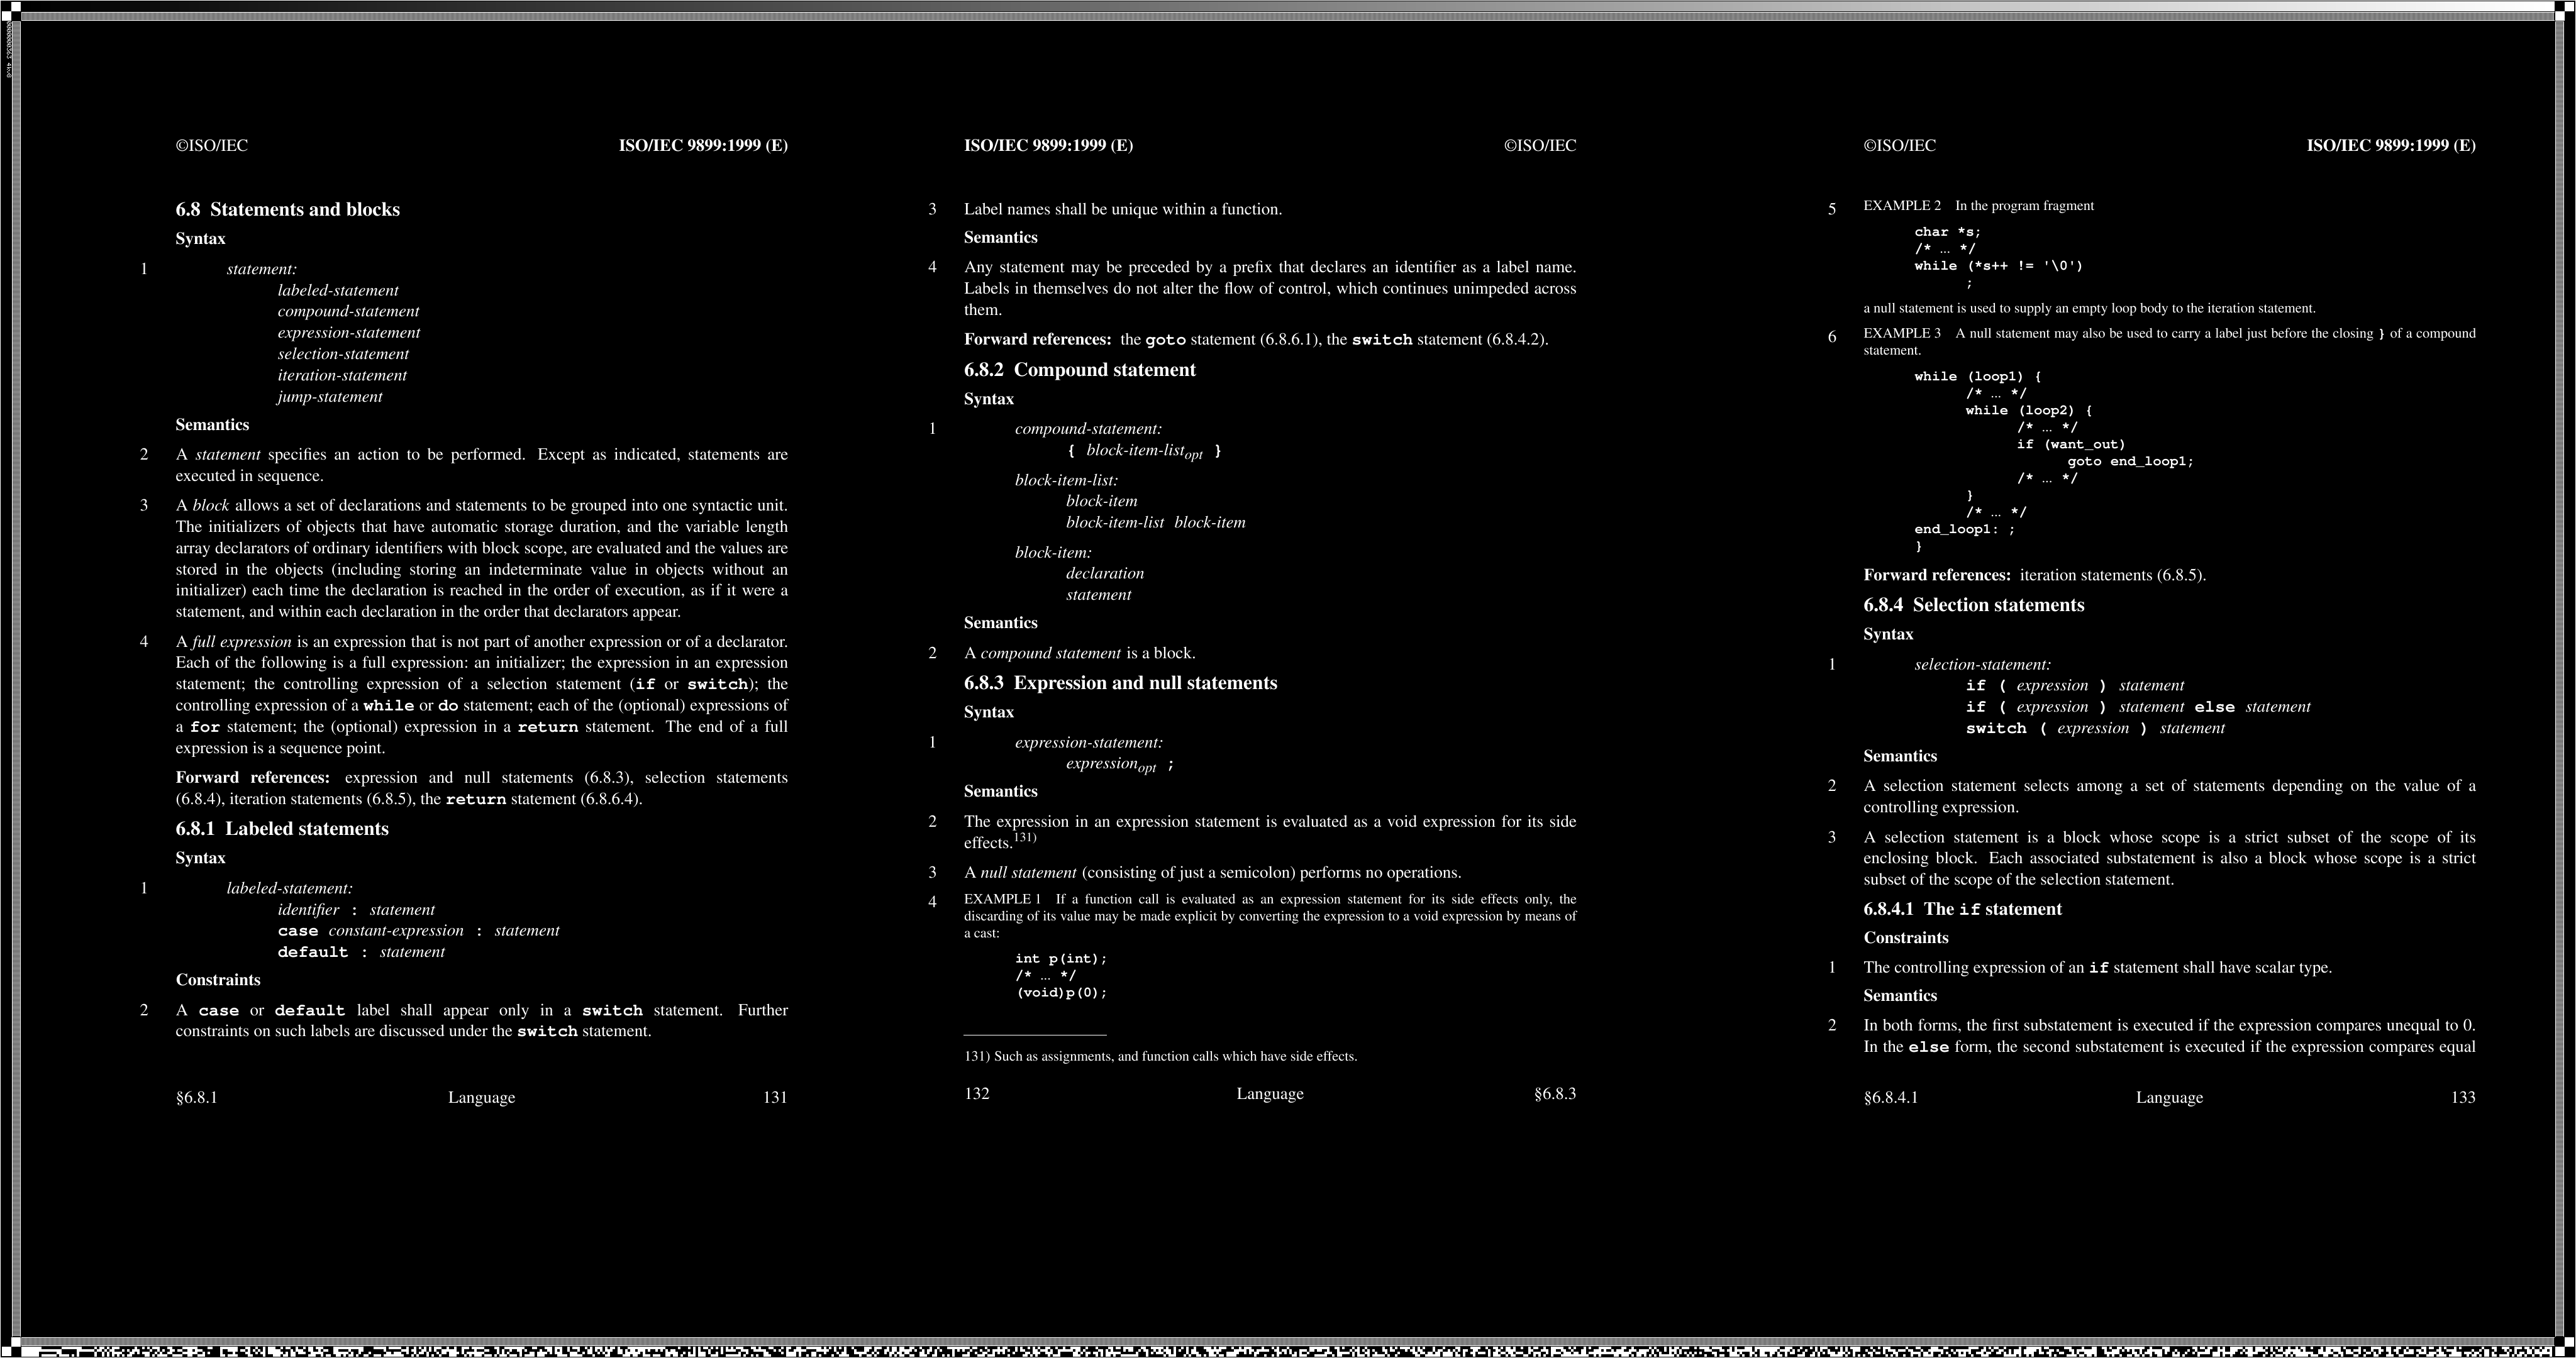 ©ISO/IEC ISO/IEC 9899:1999 (E)
6.8 Statements and blocks
Syntax
1 statement:
labeled-statement
compound-statement
expression-statement
selection-statement
iteration-statement
jump-statement
Semantics
2 A statement specifies an action to be performed. Except as indicated, statements are
executed in sequence.
3 A block allows a set of declarations and statements to be grouped into one syntactic unit.
The initializers of objects that have automatic storage duration, and the variable length
array declarators of ordinary identifiers with block scope, are evaluated and the values are
stored in the objects (including storing an indeterminate value in objects without an
initializer) each time the declaration is reached in the order of execution, as if it were a
statement, and within each declaration in the order that declarators appear.
4 A full expression is an expression that is not part of another expression or of a declarator.
Each of the following is a full expression: an initializer; the expression in an expression
statement; the controlling expression of a selection statement (if or switch); the
controlling expression of a while or do statement; each of the (optional) expressions of
a for statement; the (optional) expression in a return statement. The end of a full
expression is a sequence point.
Forward references: expression and null statements (6.8.3), selection statements
(6.8.4), iteration statements (6.8.5), the return statement (6.8.6.4).
6.8.1 Labeled statements
Syntax
1 labeled-statement:
identifier : statement
case constant-expression : statement
default : statement
Constraints
2 A case or default label shall appear only in a switch statement. Further
constraints on such labels are discussed under the switch statement.
§6.8.1 Language 131
ISO/IEC 9899:1999 (E) ©ISO/IEC
3 Label names shall be unique within a function.
Semantics
4 Any statement may be preceded by a prefix that declares an identifier as a label name.
Labels in themselves do not alter the flow of control, which continues unimpeded across
them.
Forward references: the goto statement (6.8.6.1), the switch statement (6.8.4.2).
6.8.2 Compound statement
Syntax
1 compound-statement:
{ block-item-listopt }
block-item-list:
block-item
block-item-list block-item
block-item:
declaration
statement
Semantics
2 A compound statement is a block.
6.8.3 Expression and null statements
Syntax
1 expression-statement:
expressionopt ;
Semantics
2 The expression in an expression statement is evaluated as a void expression for its side
effects.131)
3 A null statement (consisting of just a semicolon) performs no operations.
4 EXAMPLE 1 If a function call is evaluated as an expression statement for its side effects only, the
discarding of its value may be made explicit by converting the expression to a void expression by means of
a cast:
int p(int);
/* ... */
(void)p(0);
131) Such as assignments, and function calls which have side effects.
132 Language §6.8.3
©ISO/IEC ISO/IEC 9899:1999 (E)
5 EXAMPLE 2 In the program fragment
char *s;
/* ... */
while (*s++ != '\0')
;
a null statement is used to supply an empty loop body to the iteration statement.
6 EXAMPLE 3 A null statement may also be used to carry a label just before the closing } of a compound
statement.
while (loop1) {
/* ... */
while (loop2) {
/* ... */
if (want_out)
goto end_loop1;
/* ... */
}
/* ... */
end_loop1: ;
}
Forward references: iteration statements (6.8.5).
6.8.4 Selection statements
Syntax
1 selection-statement:
if ( expression ) statement
if ( expression ) statement else statement
switch ( expression ) statement
Semantics
2 A selection statement selects among a set of statements depending on the value of a
controlling expression.
3 A selection statement is a block whose scope is a strict subset of the scope of its
enclosing block. Each associated substatement is also a block whose scope is a strict
subset of the scope of the selection statement.
6.8.4.1 The if statement
Constraints
1 The controlling expression of an if statement shall have scalar type.
Semantics
2 In both forms, the first substatement is executed if the expression compares unequal to 0.
In the else form, the second substatement is executed if the expression compares equal
§6.8.4.1 Language 133